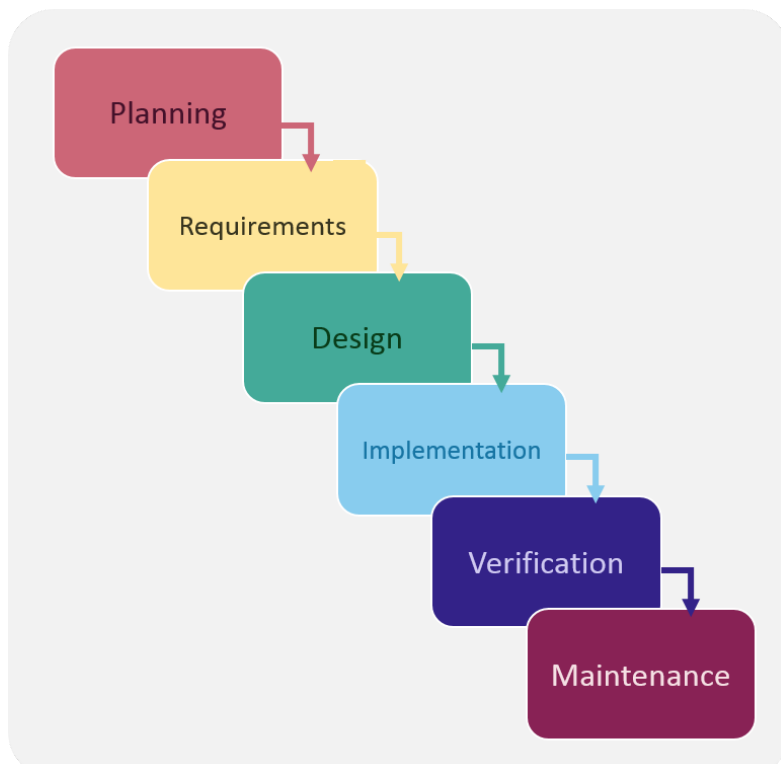 Planning
Requirements
Design
Implementation
Verification
Maintenance